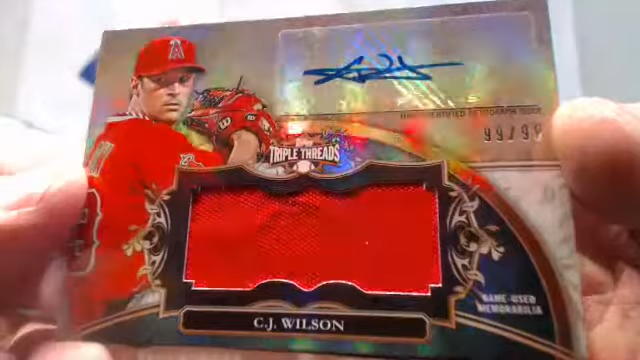 A
99/99
TRIPLE THREADS
GAME-USED
MEMORABILIA
C.J. WILSON